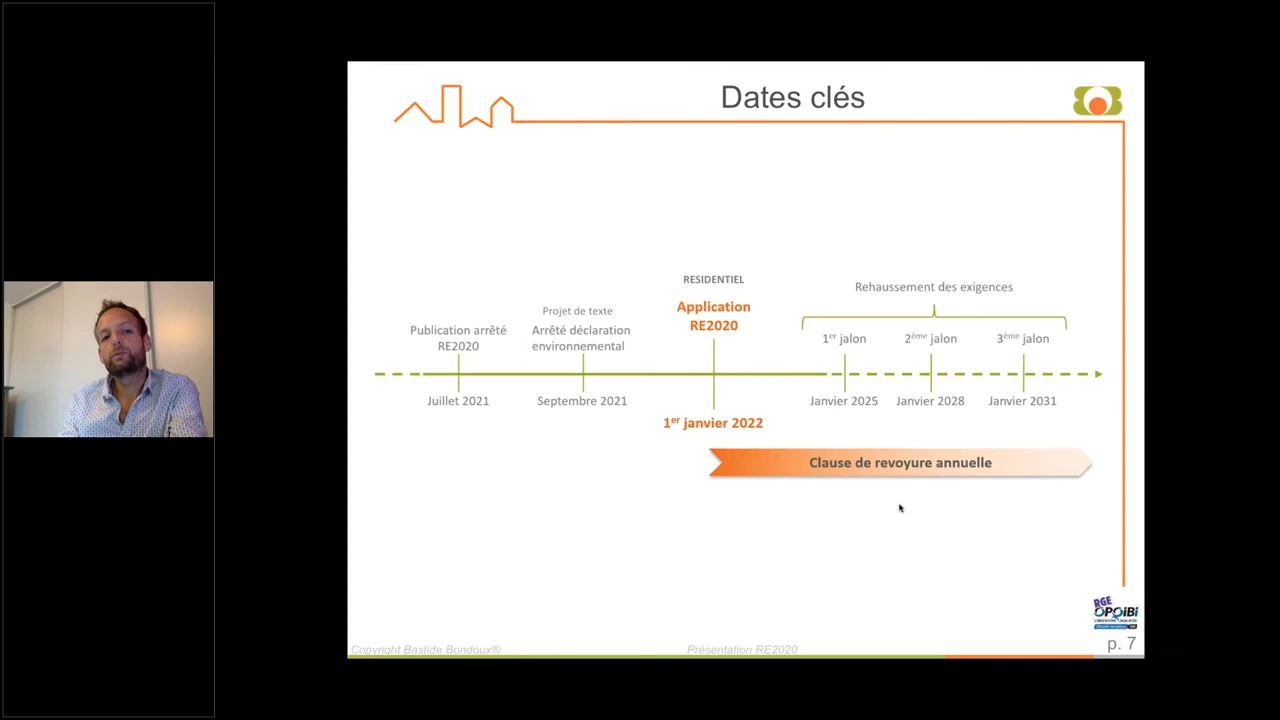 Dates clés
RESIDENTIEL
Application
RE2020
Rehaussement des exigences
Projet de texte
Publication arrêté
RE2020
Arrêté déclaration
environnemental
1er jalon
2ème jalon
3ème jalon
Juillet 2021
Septembre 2021
1er janvier 2022
Janvier 2025
Janvier 2028
Janvier 2031
Clause de revoyure annuelle
RGE
OPQiBi
Copyright Bastide Bondoux®
Présentation RE2020
p. 7